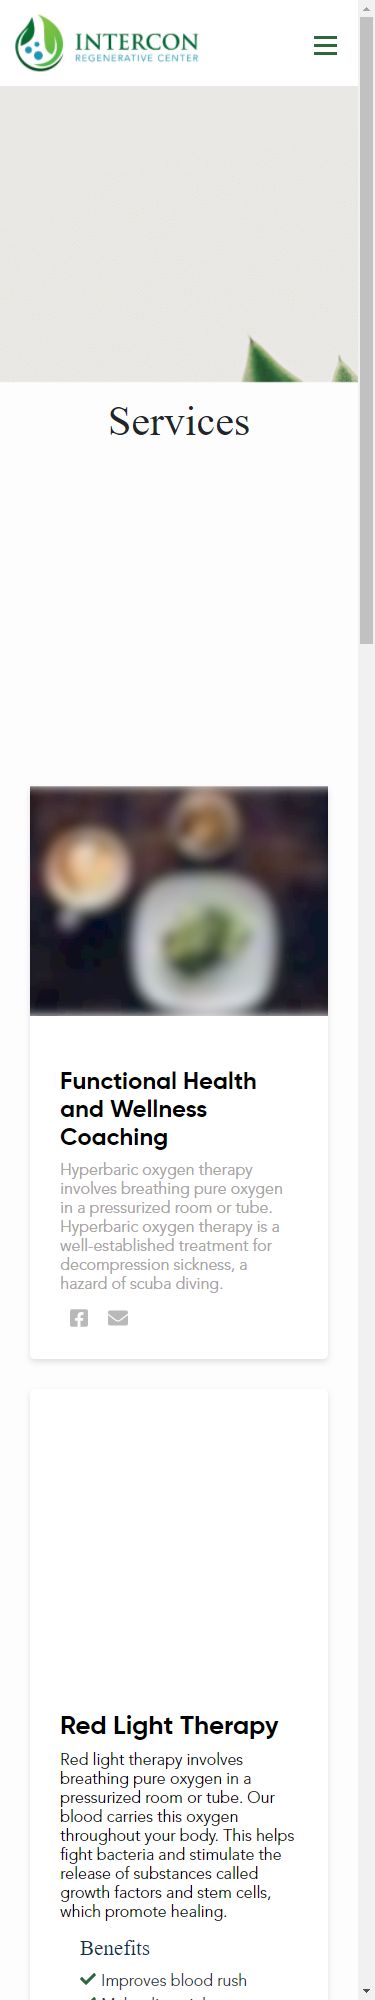 INTERCON
REGENERATIVE CENTER
Services
Functional Health
and Wellness
Coaching
Hyperbaric oxygen therapy
involves breathing pure oxygen
in a pressurized room or tube.
Hyperbaric oxygen therapy is a
well-established treatment for
decompression sickness, a
hazard of scuba diving.
Red Light Therapy
Red light therapy involves
breathing pure oxygen in a
pressurized room or tube. Our
blood carries this oxygen
throughout your body. This helps
fight bacteria and stimulate the
release of substances called
growth factors and stem cells,
which promote healing.
Benefits
Improves blood rush